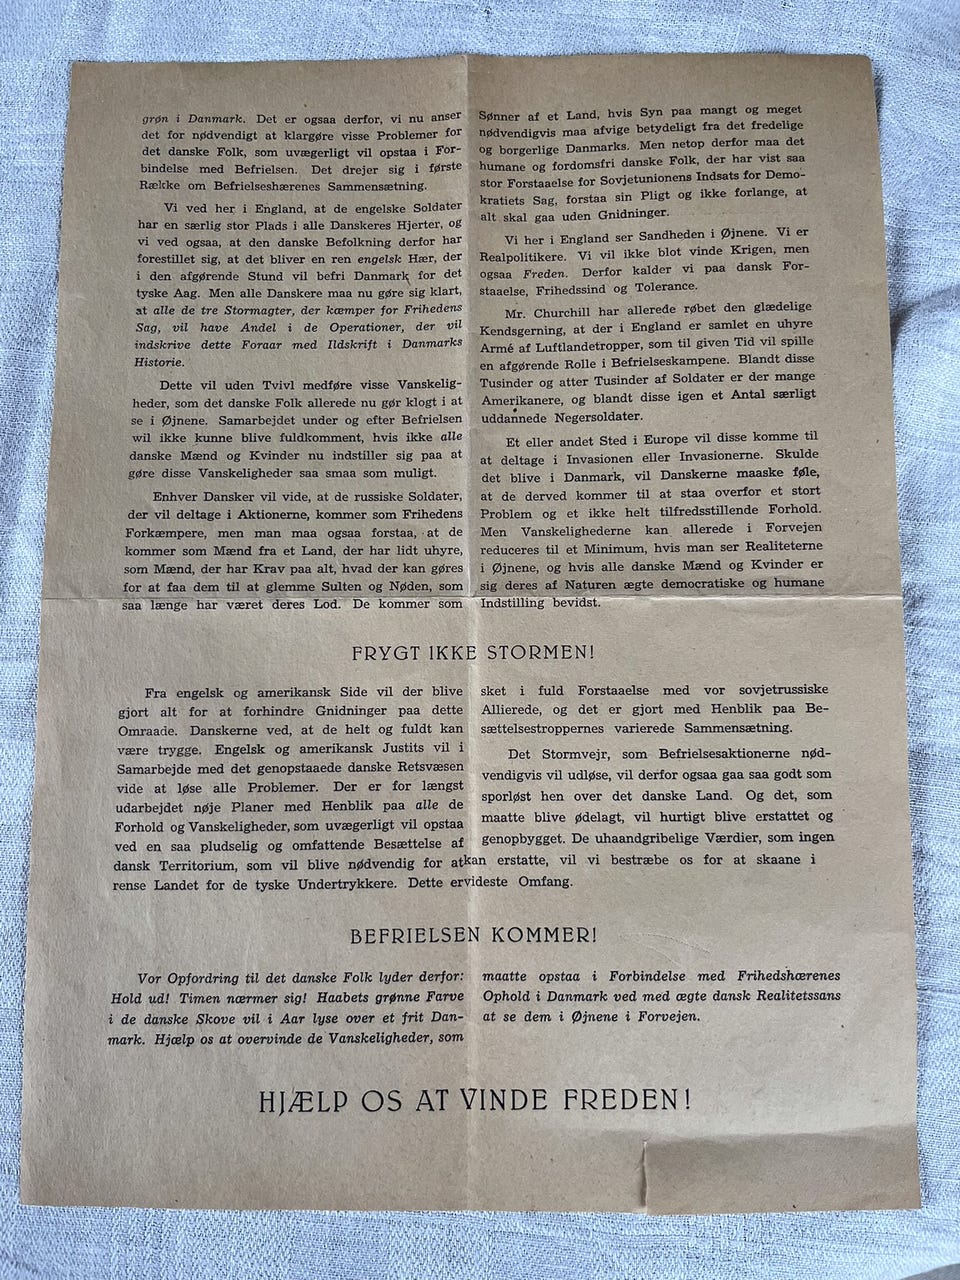 grøn i Danmark. Det er ogsaa derfor, vi nu anser
det for nødvendigt at klargøre visse Problemer for
det danske Folk, som uvægerligt vil opstaa i For-
bindelse med Befrielsen. Det drejer sig i første
Rælcke om Befrielseshærenes Sammensætning.
Vi ved her i England, at de engelske Soldater
har en særlig stor Plads i alle Danskeres Hjerter, og
vi ved ogsaa, at den danske Befolkning derfor har
forestillet sig, at det bliver en ren engelsk Hær, der
i den afgørende Stund vil befri Danmark for det
tyske Aag. Men alle Danskere maa nu gøre sig klart,
at alle de tre Stormagter, der kæmper for Frihedens
Sag, vil have Andel i de Operationer, der vil
indskrive dette Foraar med Ildskrift i Danmarks
Historie.
Dette vil uden Tvivl medføre visse Vanskelig-
heder, som det danske Folk allerede nu gør klogt i at
se i Øjnene. Samarbejdet under og efter Befrielsen
wil ikke kunne blive fuldkomment, hvis ikke alle
danske Mænd og Kvinder nu indstiller sig paa at
gøre disse Vanskeligheder saa smaa som muligt.
Enhver Dansker vil vide, at de russiske Soldater,
der vil deltage i Aktionerne, kommer som Frihedens
Forkæmpere, men man maa ogsaa forstaa, at de
kommer som Mænd fra et Land, der har lidt uhyre,
som Mænd, der har Krav paa alt, hvad der kan gøres
for at faa dem til at glemme Sulten og Nøden, som
saa længe har været deres Lod. De kommer som
Sønner af et Land, hvis Syn paa mangt og meget
nødvendigvis maa afvige betydeligt fra det fredelige
og borgerlige Danmarks. Men netop derfor maa det
humane og fordomsfri danske Folk, der har vist saa
stor Forstaaelse for Sovjetunionens Indsats for Demo-
kratiets Sag, forstaa sin Pligt og ikke forlange, at
alt skal gaa uden Gnidninger.
Vi her i England ser Sandheden i Øjnene. Vi er
Realpolitikere. Vi vil ikke blot vinde Krigen, men
ogsaa Freden. Derfor kalder vi paa dansk For-
staaelse, Frihedssind og Tolerance.
Mr. Churchill har allerede røbet den glædelige
Kendsgerning, at der i England er samlet en uhyre
Armé af Luftlandetropper, som til given Tid vil spille
en afgørende Rolle i Befrielseskampene. Blandt disse
Tusinder og atter Tusinder af Soldater er der mange
Amerikanere, og blandt disse igen et Antal særligt
uddannede Negersoldater.
Et eller andet Sted i Europe vil disse komme til
at deltage i Invasionen eller Invasionerne. Skulde
det blive i Danmark, vil Danskerne maaske føle,
at de derved kommer til at staa overfor et stort
Problem og et ikke helt tilfredsstillende Forhold.
Men Vanskelighederne kan allerede i Forvejen
reduceres til et Minimum, hvis man ser Realiteterne
i Øjnene, og hvis alle danske Mænd og Kvinder er
sig deres af Naturen ægte democratiske og humane
Indstilling bevidst.
FRYGT IKKE STORMEN!
Fra engelsk og amerikansk Side vil der blive
gjort alt for at forhindre Gnidninger paa dette
Omraade. Danskerne ved, at de helt og fuldt kan
være trygge. Engelsk og amerikansk Justits vil i
Samarbejde med det genopstaaede danske Retsvæsen
vide at løse alle Problemer. Der er for længst
udarbejdet nøje Planer med Henblik paa alle de
Forhold og Vanskeligheder, som uvægerligt vil opstaa
ved en saa pludselig og omfattende Besættelse af
dansk Territorium, som vil blive nødvendig for at
rense Landet for de tyske Undertrykkere. Dette er
sket i fuld Forstaaelse med vor sovjetrussiske
Allierede, og det er gjort med Henblik paa Be-
sættelsestroppernes varierede Sammensætning.
Det Stormvejr, som Befrielsesaktionerne nød-
vendigvis vil udløse, vil derfor ogsaa gaa saa godt som
sporløst hen over det danske Land. Og det, som
maatte blive ødelagt, vil hurtigt blive erstattet og
genopbygget. De uhaandgribelige Værdier, som ingen
kan erstatte, vil vi bestræbe os for at skaane i
videste Omfang.
BEFRIELSEN KOMMER!
Vor Opfordring til det danske Folk lyder derfor:
Hold ud! Timen nærmer sig! Haabets grønne Farve
i de danske Skove vil i Aar lyse over et frit Dan-
mark. Hjælp os at overvinde de Vanskeligheder, som
maatte opstaa i Forbindelse med Frihedshærenes
Ophold i Danmark ved med ægte dansk Realitetssans
at se dem i Øjnene i Forvejen.
HJÆLP OS AT VINDE FREDEN!